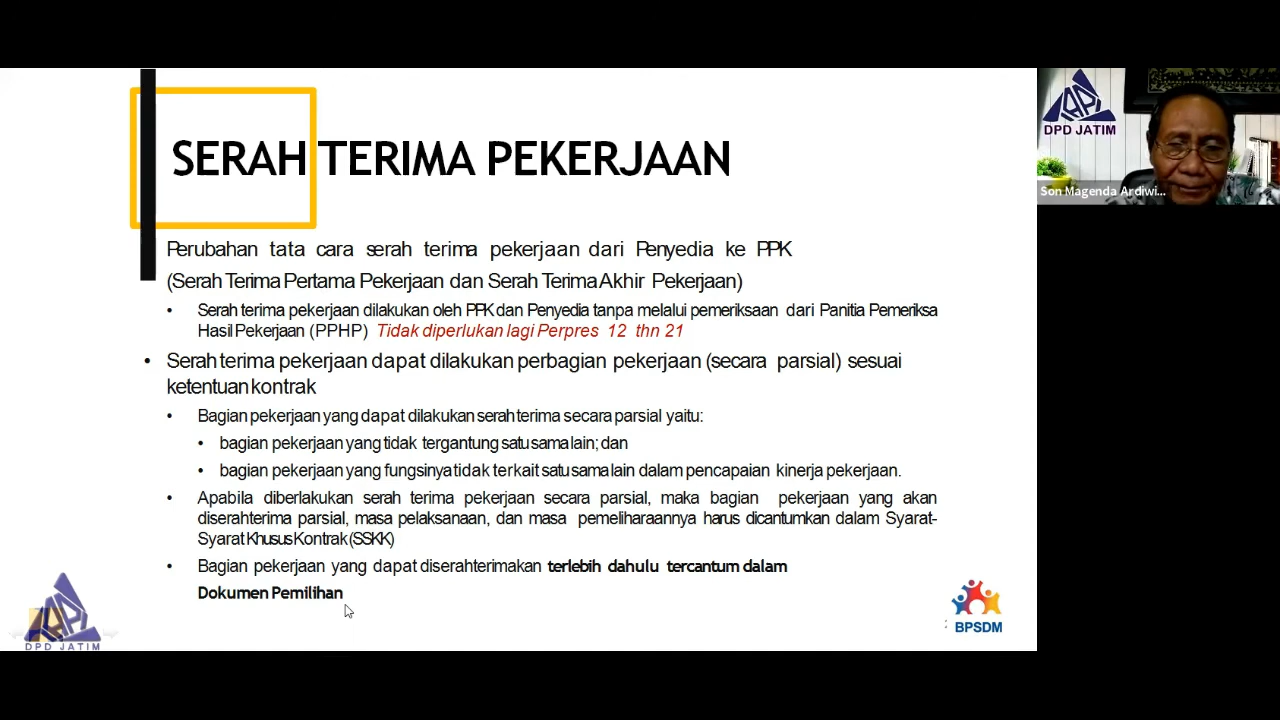 SERAH TERIMA PEKERJAAN
Perubahan tata cara serah terima pekerjaan dari Penyedia ke PPK
(Serah Terima Pertama Pekerjaan dan Serah Terima Akhir Pekerjaan)
• Serah terima pekerjaan dilakukan oleh PPK dan Penyedia tanpa melalui pemeriksaan dari Panitia Pemeriksa
Hasil Pekerjaan (PPHP) Tidak diperlukan lagi Perpres 12 thn 21
• Serah terima pekerjaan dapat dilakukan perbagian pekerjaan (secara parsial) sesuai
ketentuan kontrak
• Bagian pekerjaan yang dapat dilakukan serah terima secara parsial yaitu:
• bagian pekerjaan yang tidak tergantung satu sama lain; dan
• bagian pekerjaan yang fungsinya tidak terkait satu sama lain dalam pencapaian kinerja pekerjaan.
• Apabila diberlakukan serah terima pekerjaan secara parsial, maka bagian pekerjaan yang akan
diserahterima parsial, masa pelaksanaan, dan masa pemeliharaannya harus dicantumkan dalam Syarat-
Syarat Khusus Kontrak (SSKK)
• Bagian pekerjaan yang dapat diserahterimakan terlebih dahulu tercantum dalam
Dokumen Pemilihan
DPD JATIM
BPSDM
DPD JATIM
Son Magenda Ardiwi...